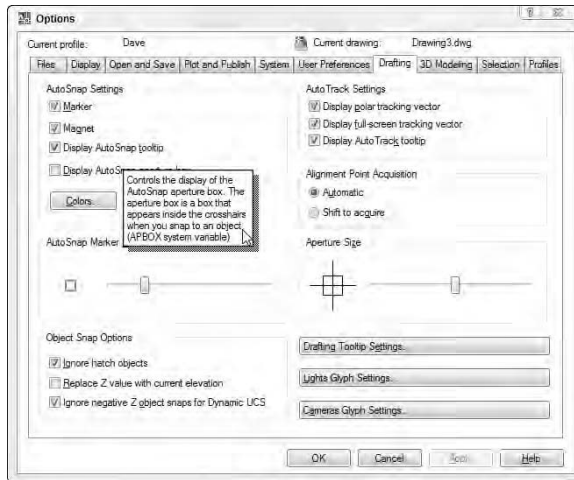 Options
Current profile: Dave Current drawing: Drawing3.dwg
Files Display Open and Save Plot and Publish System User Preferences Drafting 3D Modeling Selection Profiles
AutoSnap Settings
Marker
Magnet
Display AutoSnap tooltip
Display AutoSnap aperture box
Controls the display of the
AutoSnap aperture box. The
aperture box is a box that
appears inside the crosshairs
when you snap to an object
(APBOX system variable)
Colors...
AutoSnap Marker
Object Snap Options
Ignore hatch objects
Replace Z value with current elevation
Ignore negative Z object snaps for Dynamic UCS
AutoTrack Settings
Display polar tracking vector
Display full-screen tracking vector
Display AutoTrack tooltip
Alignment Point Acquisition
Automatic
Shift to acquire
Aperture Size
Drafting Tooltip Settings...
Lights Glyph Settings...
Cameras Glyph Settings...
OK Cancel Apply Help